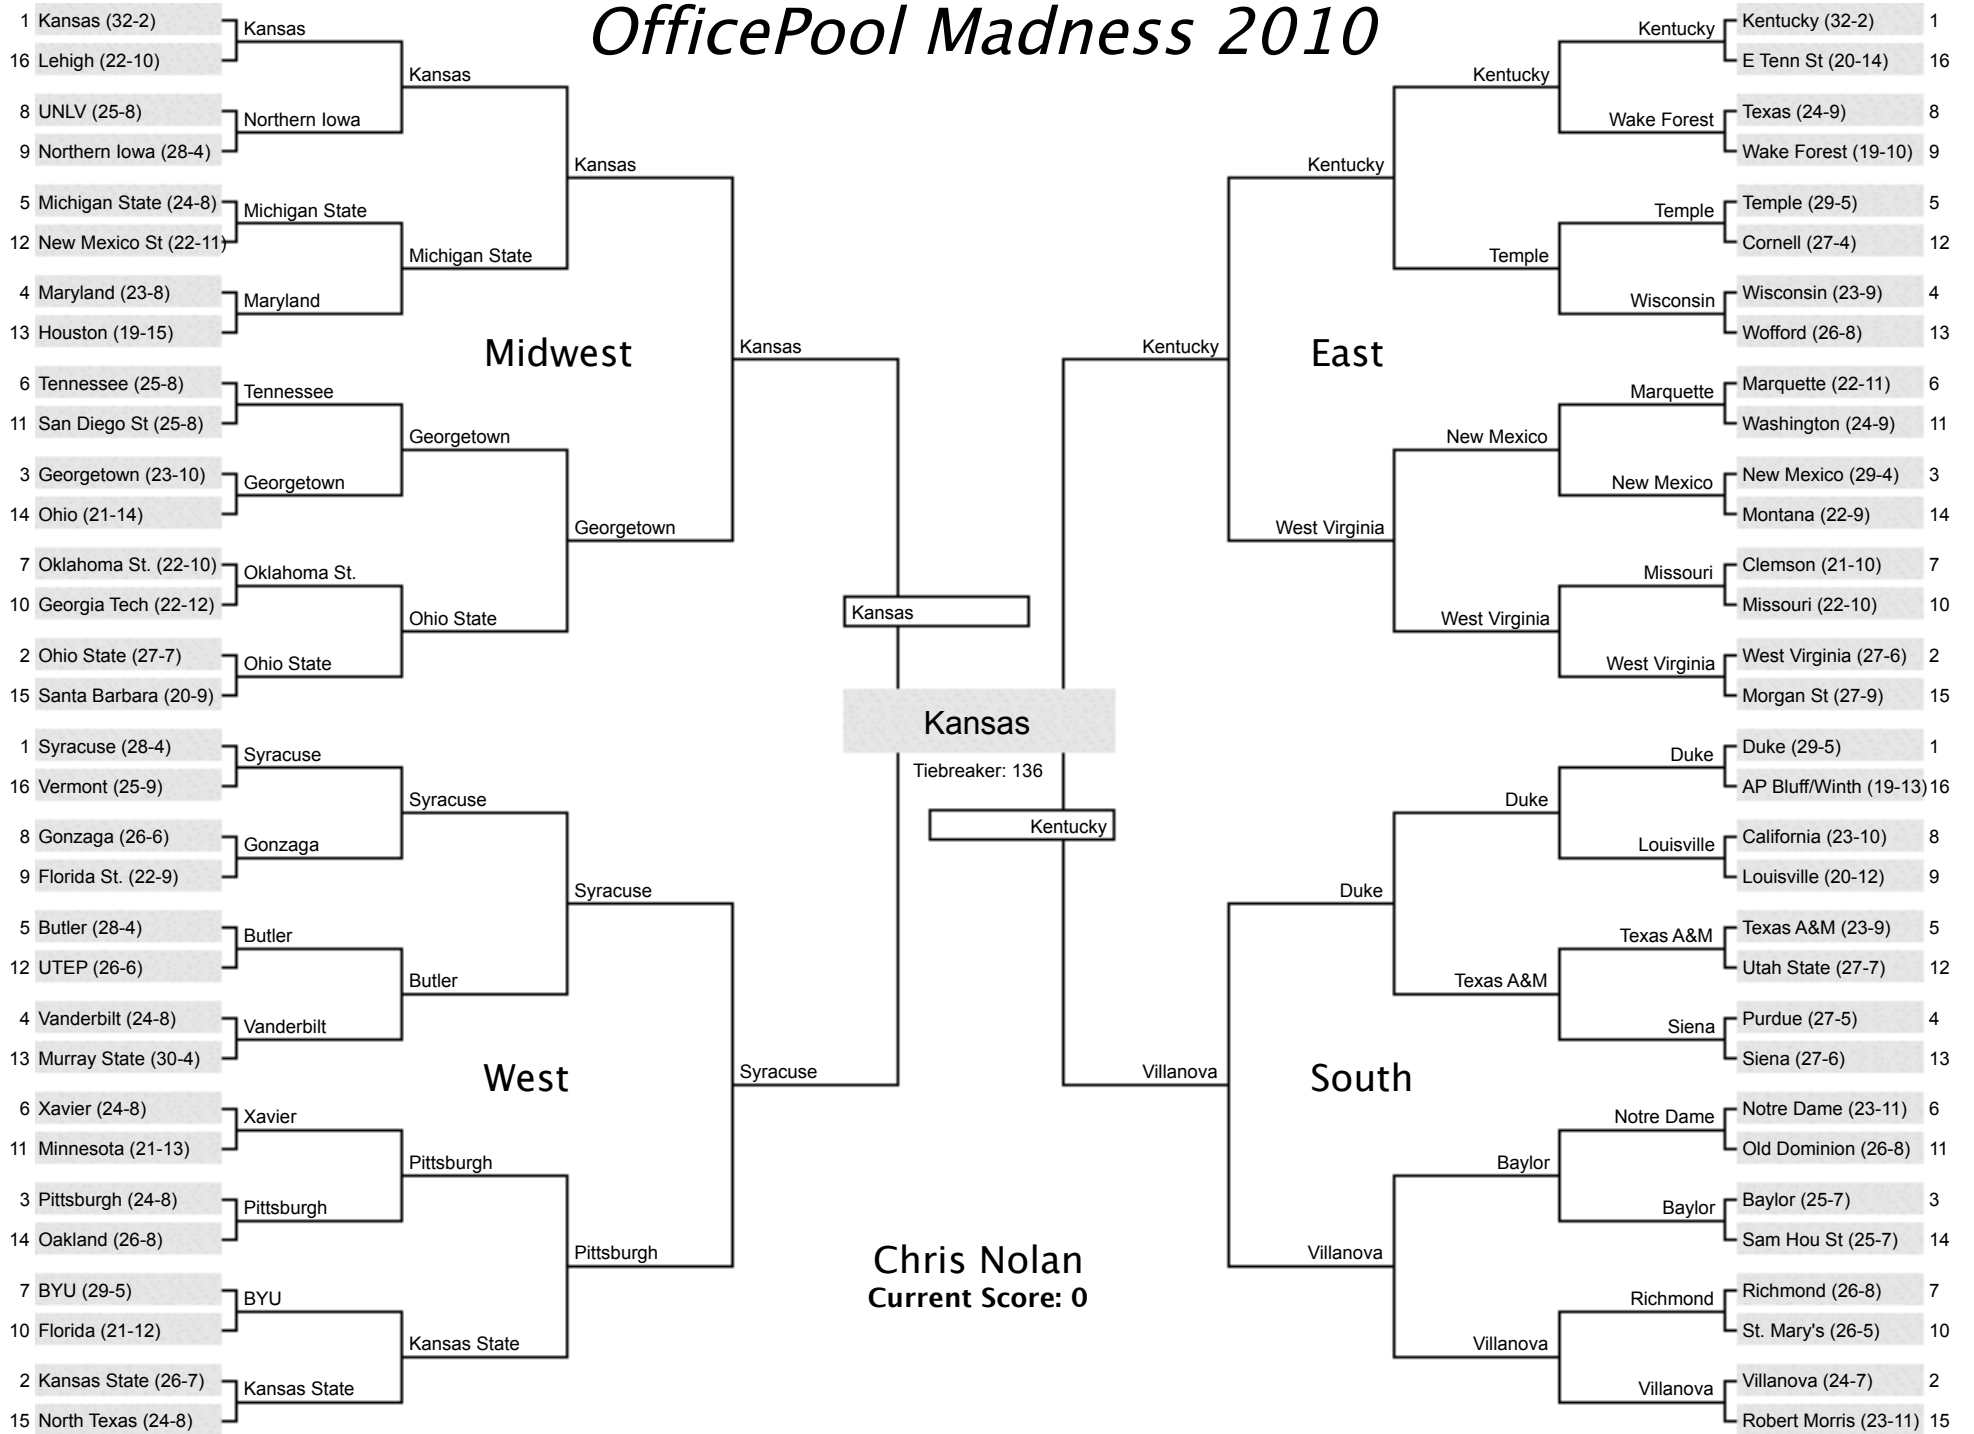 OfficePool Madness 2010
1 Kansas (32-2)
16 Lehigh (22-10)
8 UNLV (25-8)
9 Northern Iowa (28-4)
5 Michigan State (24-8)
12 New Mexico St (22-11)
4 Maryland (23-8)
13 Houston (19-15)
6 Tennessee (25-8)
11 San Diego St (25-8)
3 Georgetown (23-10)
14 Ohio (21-14)
7 Oklahoma St. (22-10)
10 Georgia Tech (22-12)
2 Ohio State (27-7)
15 Santa Barbara (20-9)
Kansas
Northern Iowa
Michigan State
Maryland
Tennessee
Georgetown
Oklahoma St.
Ohio State
Kansas
Michigan State
Georgetown
Ohio State
Kansas
Georgetown
Kansas
Midwest
1 Syracuse (28-4)
16 Vermont (25-9)
8 Gonzaga (26-6)
9 Florida St. (22-9)
5 Butler (28-4)
12 UTEP (26-6)
4 Vanderbilt (24-8)
13 Murray State (30-4)
6 Xavier (24-8)
11 Minnesota (21-13)
3 Pittsburgh (24-8)
14 Oakland (26-8)
7 BYU (29-5)
10 Florida (21-12)
2 Kansas State (26-7)
15 North Texas (24-8)
Syracuse
Gonzaga
Butler
Vanderbilt
Xavier
Pittsburgh
BYU
Kansas State
Syracuse
Butler
Pittsburgh
Kansas State
Syracuse
Pittsburgh
Syracuse
West
Kansas
Kansas
Tiebreaker: 136
Kentucky
Chris Nolan
Current Score: 0
Kentucky (32-2) 1
E Tenn St (20-14) 16
Texas (24-9) 8
Wake Forest (19-10) 9
Temple (29-5) 5
Cornell (27-4) 12
Wisconsin (23-9) 4
Wofford (26-8) 13
Marquette (22-11) 6
Washington (24-9) 11
New Mexico (29-4) 3
Montana (22-9) 14
Clemson (21-10) 7
Missouri (22-10) 10
West Virginia (27-6) 2
Morgan St (27-9) 15
Kentucky
Wake Forest
Temple
Wisconsin
Marquette
New Mexico
Missouri
West Virginia
Kentucky
Temple
New Mexico
West Virginia
Kentucky
West Virginia
Kentucky
East
Duke (29-5) 1
AP Bluff/Winth (19-13) 16
California (23-10) 8
Louisville (20-12) 9
Texas A&M (23-9) 5
Utah State (27-7) 12
Purdue (27-5) 4
Siena (27-6) 13
Notre Dame (23-11) 6
Old Dominion (26-8) 11
Baylor (25-7) 3
Sam Hou St (25-7) 14
Richmond (26-8) 7
St. Mary's (26-5) 10
Villanova (24-7) 2
Robert Morris (23-11) 15
Duke
Louisville
Texas A&M
Siena
Notre Dame
Baylor
Richmond
Villanova
Duke
Texas A&M
Baylor
Villanova
Duke
Villanova
Villanova
South